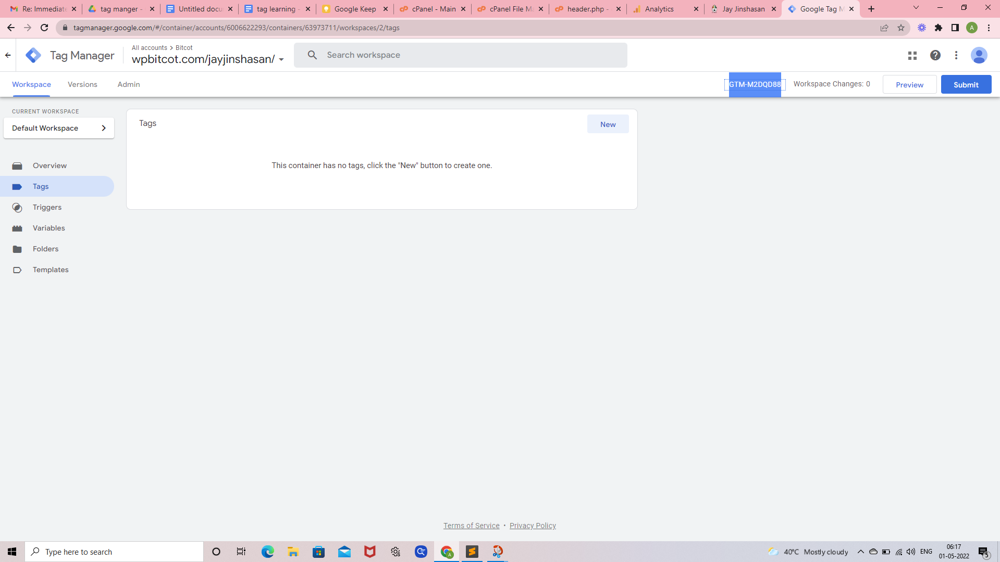 Re: Immediate
tag manger -
Untitled docu
tag learning -
Google Keep
cPanel - Main
cPanel File Ma
header.php -
Analytics
Jay Jinshasan
Google Tag M
tagmanager.google.com/#/container/accounts/6006622293/containers/63973711/workspaces/2/tags
A
Tag Manager
All accounts > Bitcot
wpbitcot.com/jayjinshasan/
Search workspace
Workspace
Versions
Admin
GTM-M2DQD88
Workspace Changes: 0
Preview
Submit
CURRENT WORKSPACE
Default Workspace
Tags
New
This container has no tags, click the "New" button to create one.
Overview
Tags
Triggers
Variables
Folders
Templates
Terms of Service • Privacy Policy
Type here to search
A
40°C Mostly cloudy
ENG
06:17
01-05-2022
5